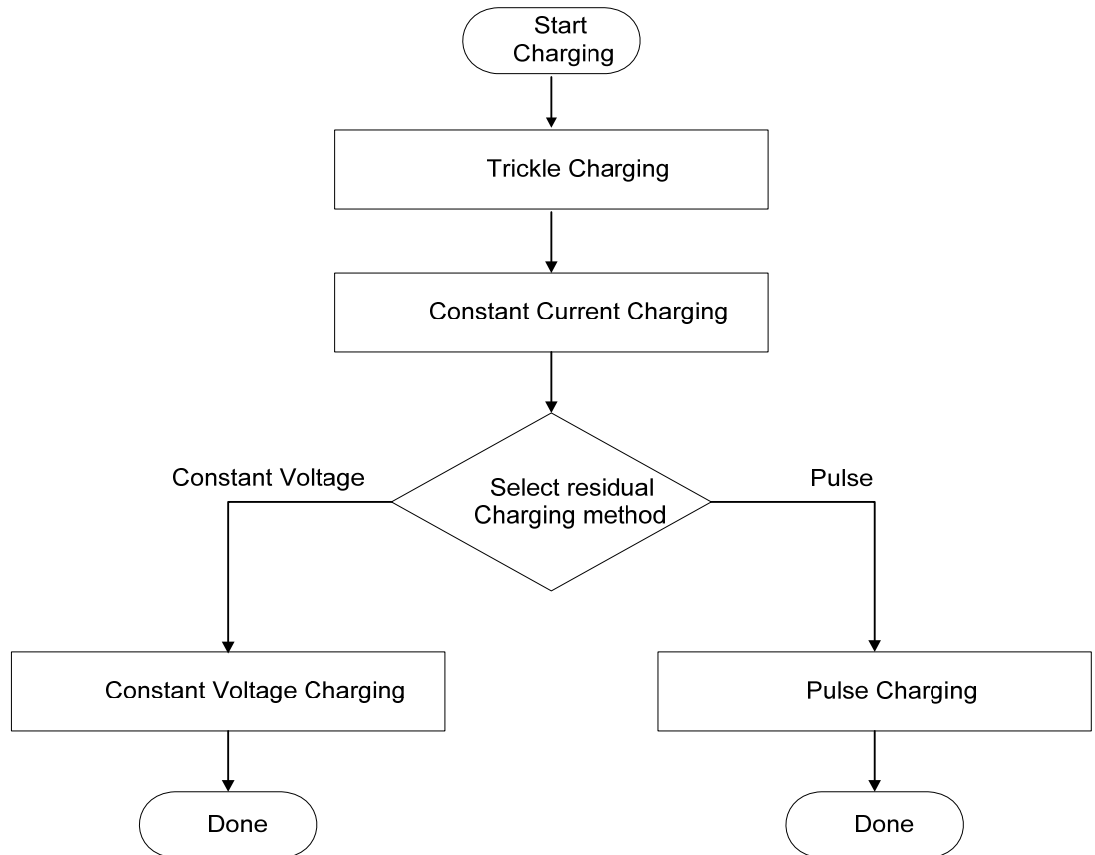 Start
Charging
Trickle Charging
Constant Current Charging
Constant Voltage
Select residual
Charging method
Pulse
Constant Voltage Charging
Pulse Charging
Done
Done